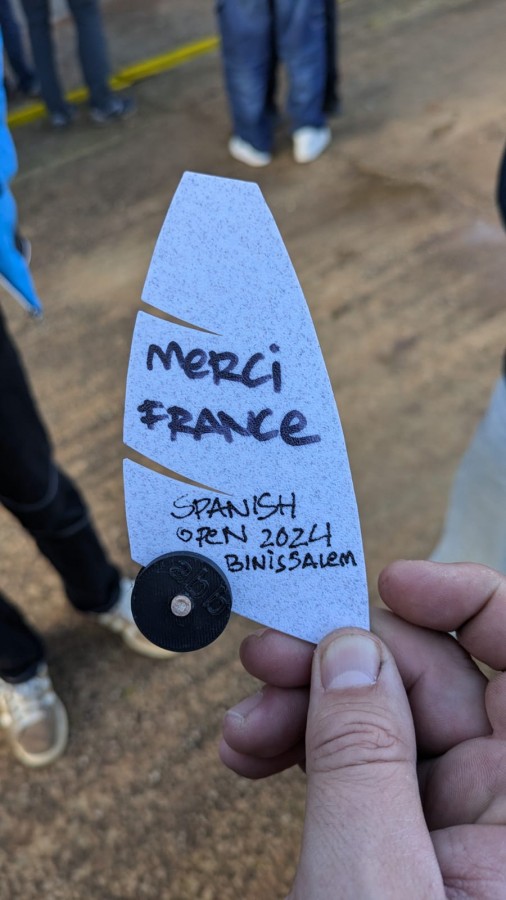 MERCi
FRANCE
SPANISH
OPEN 2024
BINISSALEM